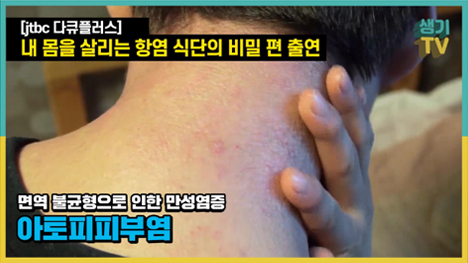 [jtbc 다큐플러스]
내 몸을 살리는 항염 식단의 비밀 편 출연
생기
TV
면역 불균형으로 인한 만성염증
아토피피부염